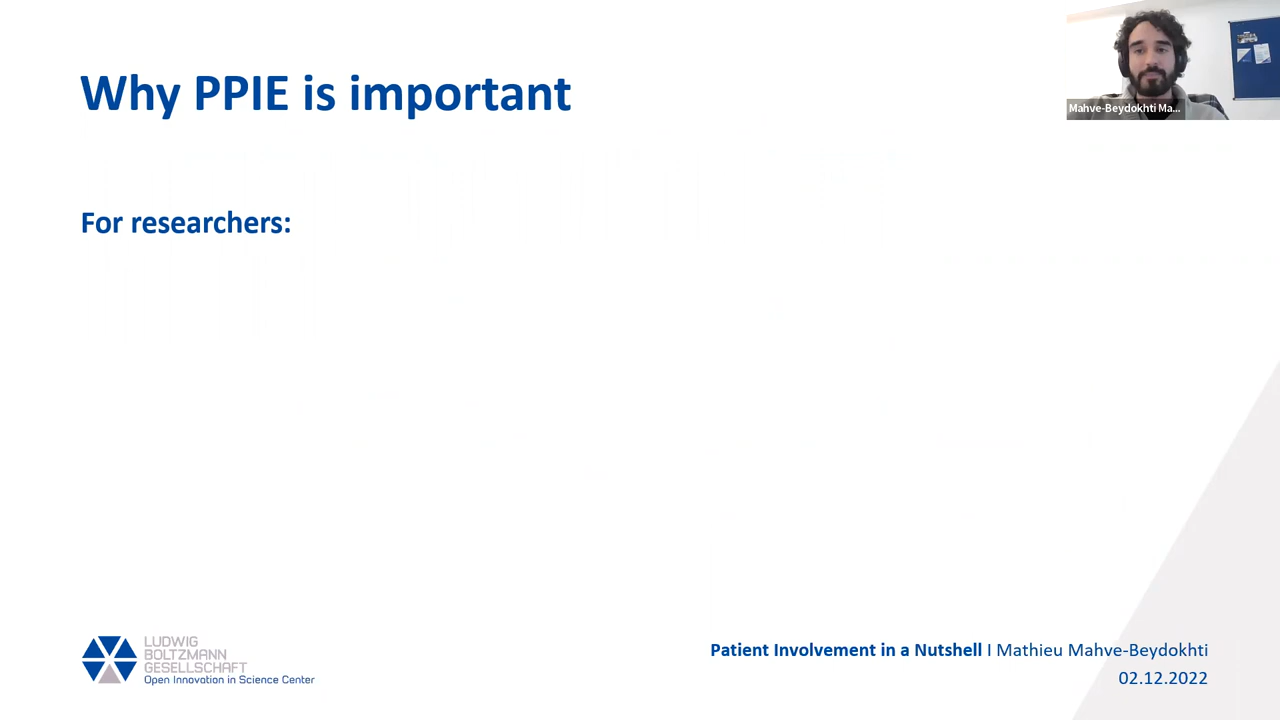 Why PPIE is important
Mahve-Beydokhti Ma...
For researchers:
LUDWIG
BOLTZMANN
GESELLSCHAFT
Open Innovation in Science Center
Patient Involvement in a Nutshell I Mathieu Mahve-Beydokhti
02.12.2022